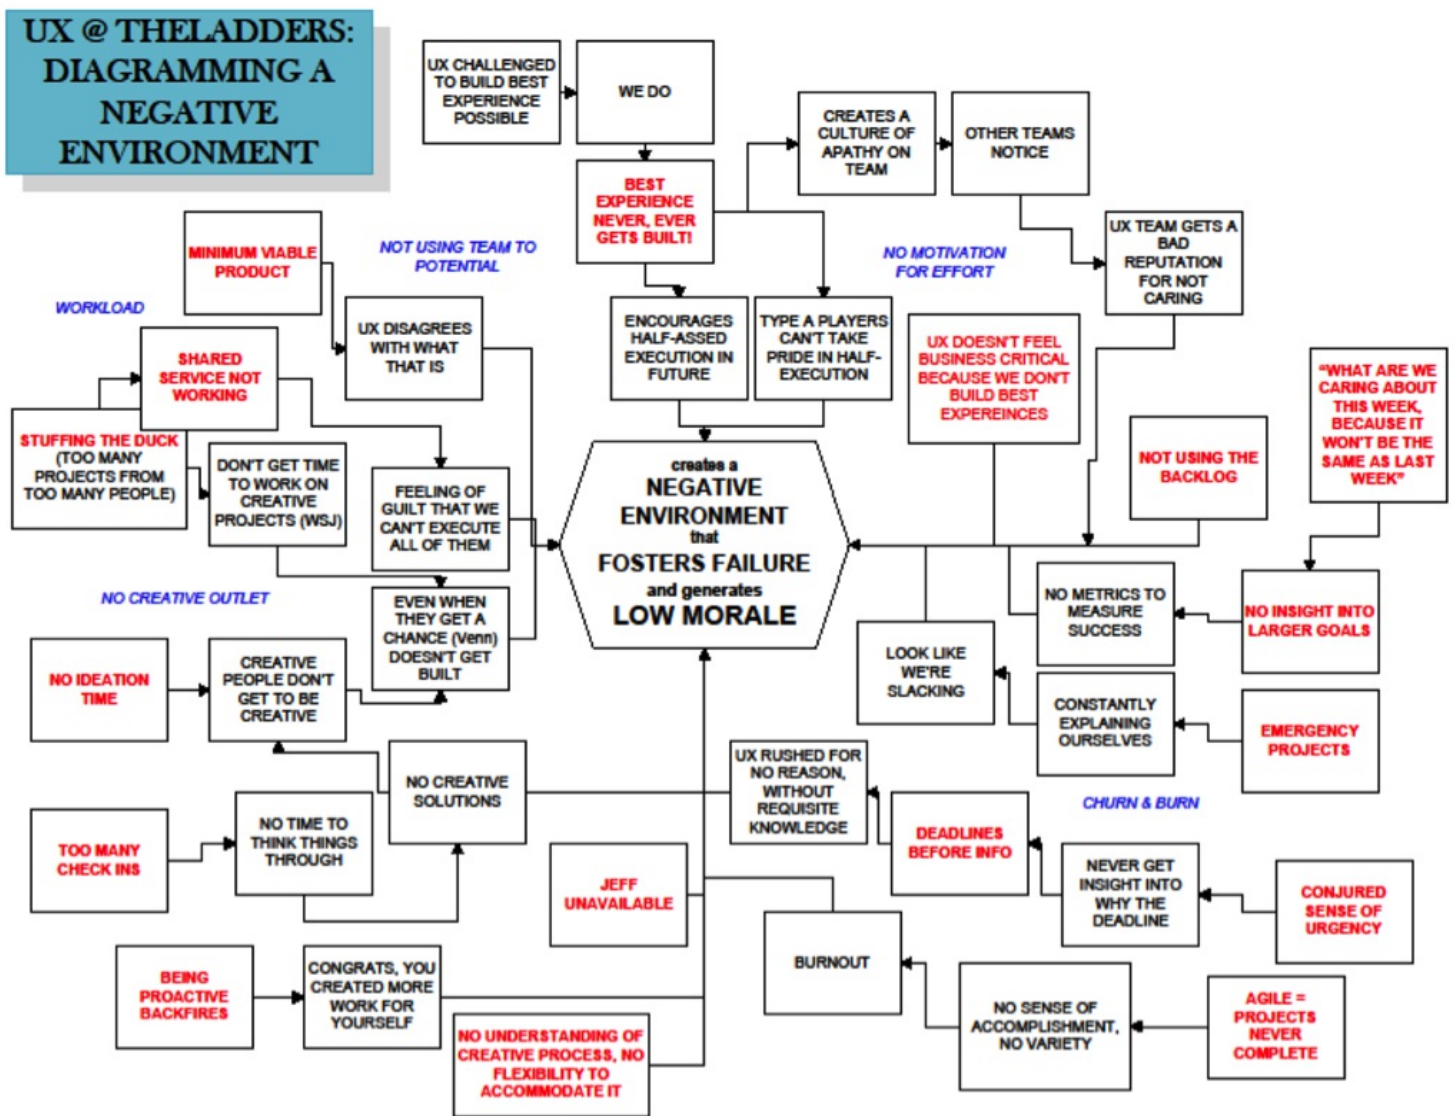 UX @ THELADDERS:
DIAGRAMMING A
NEGATIVE
ENVIRONMENT
UX CHALLENGED
TO BUILD BEST
EXPERIENCE
POSSIBLE
WE DO
BEST
EXPERIENCE
NEVER, EVER
GETS BUILT!
CREATES A
CULTURE OF
APATHY ON
TEAM
OTHER TEAMS
NOTICE
UX TEAM GETS A
BAD
REPUTATION
FOR NOT
CARING
MINIMUM VIABLE
PRODUCT
NOT USING TEAM TO
POTENTIAL
NO MOTIVATION
FOR EFFORT
WORKLOAD
UX DISAGREES
WITH WHAT
THAT IS
ENCOURAGES
HALF-ASSED
EXECUTION IN
FUTURE
TYPE A PLAYERS
CAN'T TAKE
PRIDE IN HALF-
EXECUTION
UX DOESN'T FEEL
BUSINESS CRITICAL
BECAUSE WE DON'T
BUILD BEST
EXPEREINCES
"WHAT ARE WE
CARING ABOUT
THIS WEEK,
BECAUSE IT
WON'T BE THE
SAME AS LAST
WEEK"
SHARED
SERVICE NOT
WORKING
STUFFING THE DUCK
(TOO MANY
PROJECTS FROM
TOO MANY PEOPLE)
DON'T GET TIME
TO WORK ON
CREATIVE
PROJECTS (WSJ)
FEELING OF
GUILT THAT WE
CAN'T EXECUTE
ALL OF THEM
creates a
NEGATIVE
ENVIRONMENT
that
FOSTERS FAILURE
and generates
LOW MORALE
NOT USING THE
BACKLOG
NO CREATIVE OUTLET
EVEN WHEN
THEY GET A
CHANCE (Venn)
DOESN'T GET
BUILT
NO METRICS TO
MEASURE
SUCCESS
NO INSIGHT INTO
LARGER GOALS
NO IDEATION
TIME
CREATIVE
PEOPLE DON'T
GET TO BE
CREATIVE
LOOK LIKE
WE'RE
SLACKING
CONSTANTLY
EXPLAINING
OURSELVES
EMERGENCY
PROJECTS
NO CREATIVE
SOLUTIONS
UX RUSHED FOR
NO REASON,
WITHOUT
REQUISITE
KNOWLEDGE
CHURN & BURN
TOO MANY
CHECK INS
NO TIME TO
THINK THINGS
THROUGH
DEADLINES
BEFORE INFO
NEVER GET
INSIGHT INTO
WHY THE
DEADLINE
CONJURED
SENSE OF
URGENCY
JEFF
UNAVAILABLE
BURNOUT
BEING
PROACTIVE
BACKFIRES
CONGRATS, YOU
CREATED MORE
WORK FOR
YOURSELF
NO SENSE OF
ACCOMPLISHMENT,
NO VARIETY
AGILE =
PROJECTS
NEVER
COMPLETE
NO UNDERSTANDING OF
CREATIVE PROCESS, NO
FLEXIBILITY TO
ACCOMMODATE IT